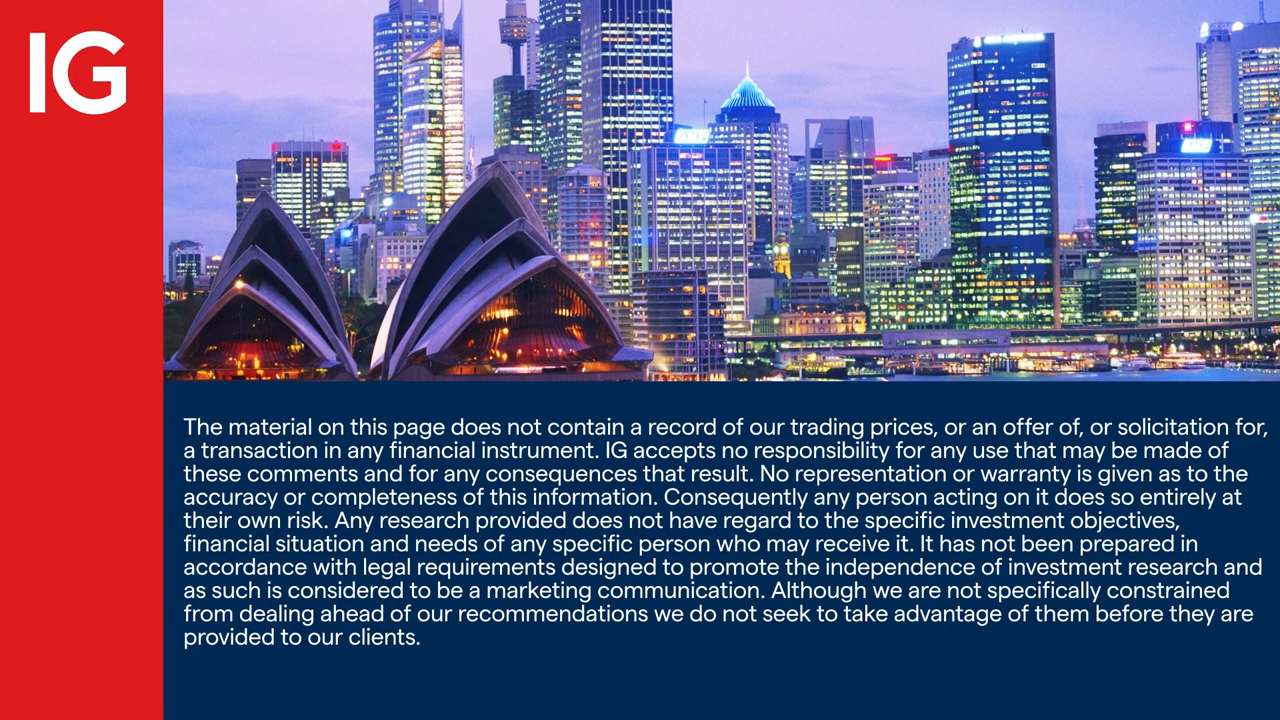 IG
The material on this page does not contain a record of our trading prices, or an offer of, or solicitation for,
a transaction in any financial instrument. IG accepts no responsibility for any use that may be made of
these comments and for any consequences that result. No representation or warranty is given as to the
accuracy or completeness of this information. Consequently any person acting on it does so entirely at
their own risk. Any research provided does not have regard to the specific investment objectives,
financial situation and needs of any specific person who may receive it. It has not been prepared in
accordance with legal requirements designed to promote the independence of investment research and
as such is considered to be a marketing communication. Although we are not specifically constrained
from dealing ahead of our recommendations we do not seek to take advantage of them before they are
provided to our clients.